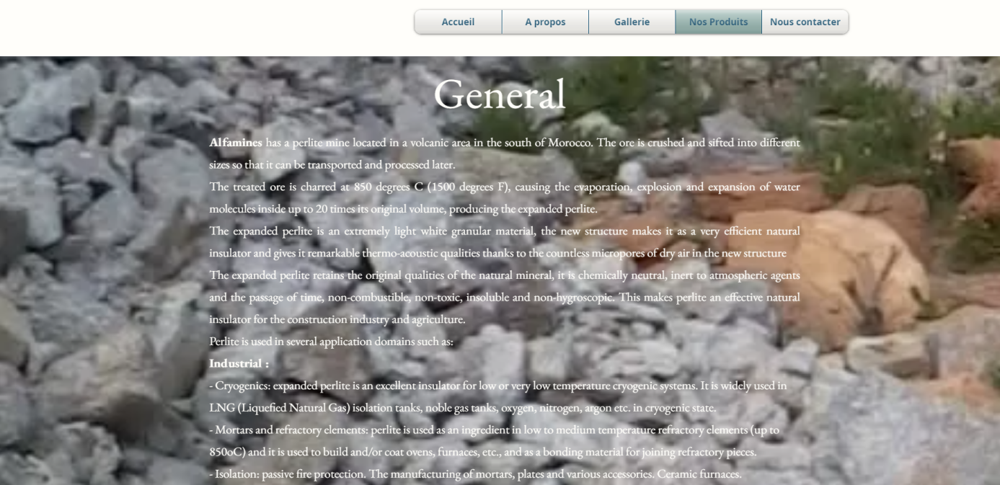 Accueil A propos Gallerie Nos Produits Nous contacter
General
Alfamines has a perlite mine located in a volcanic area in the south of Morocco. The ore is crushed and sifted into different
sizes so that it can be transported and processed later.
The treated ore is charred at 850 degrees C (1500 degrees F), causing the evaporation, explosion and expansion of water
molecules inside up to 20 times its original volume, producing the expanded perlite.
The expanded perlite is an extremely light white granular material, the new structure makes it as a very efficient natural
insulator and gives it remarkable thermo-acoustic qualities thanks to the countless micropores of dry air in the new structure
The expanded perlite retains the original qualities of the natural mineral, it is chemically neutral, inert to atmospheric agents
and the passage of time, non-combustible, non-toxic, insoluble and non-hygroscopic. This makes perlite an effective natural
insulator for the construction industry and agriculture.
Perlite is used in several application domains such as:
Industrial :
- Cryogenics: expanded perlite is an excellent insulator for low or very low temperature cryogenic systems. It is widely used in
LNG (Liquefied Natural Gas) isolation tanks, noble gas tanks, oxygen, nitrogen, argon etc. in cryogenic state.
- Mortars and refractory elements: perlite is used as an ingredient in low to medium temperature refractory elements (up to
850oC) and it is used to build and/or coat ovens, furnaces, etc., and as a bonding material for joining refractory pieces.
- Isolation: passive fire protection. The manufacturing of mortars, plates and various accessories. Ceramic furnaces.